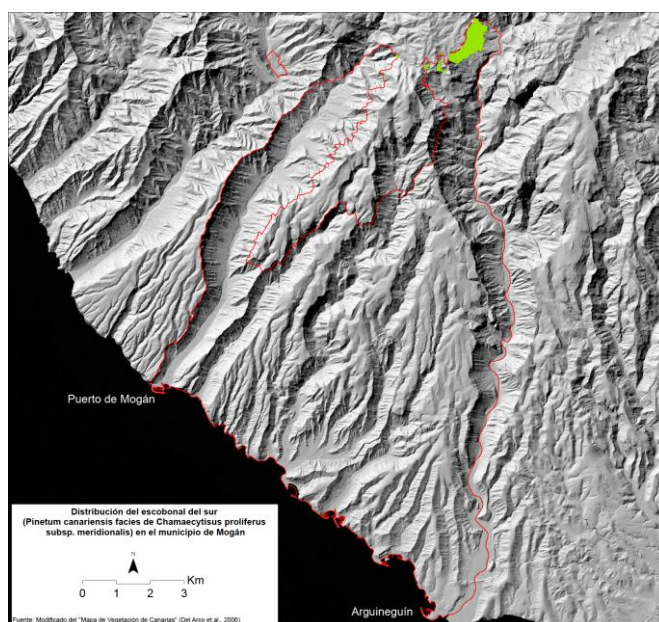 Puerto de Mogán
Distribución del escobonal del sur
(Pinetum canariensis facies de Chamaecytisus proliferus
subsp. meridionalis) en el municipio de Mogán
N
Km
0 1 2 3
Arguineguín
Fuente: Modificado del "Mapa de Vegetación de Canarias" (Del Arco et al., 2006)